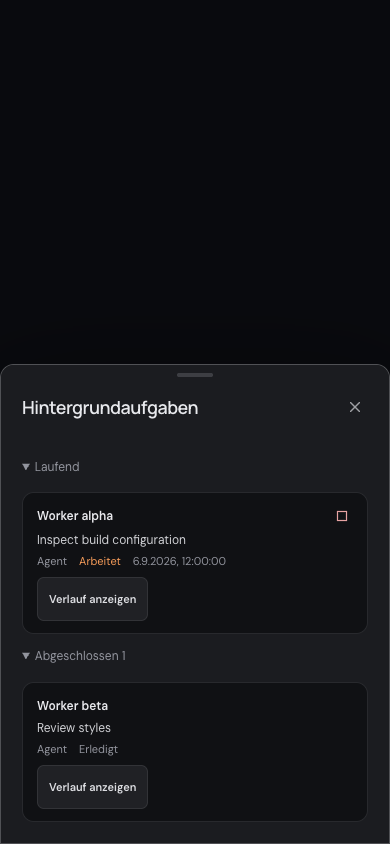 Hintergrundaufgaben
Laufend
Worker alpha
Inspect build configuration
Agent Arbeitet 6.9.2026, 12:00:00
Verlauf anzeigen
Abgeschlossen 1
Worker beta
Review styles
Agent Erledigt
Verlauf anzeigen